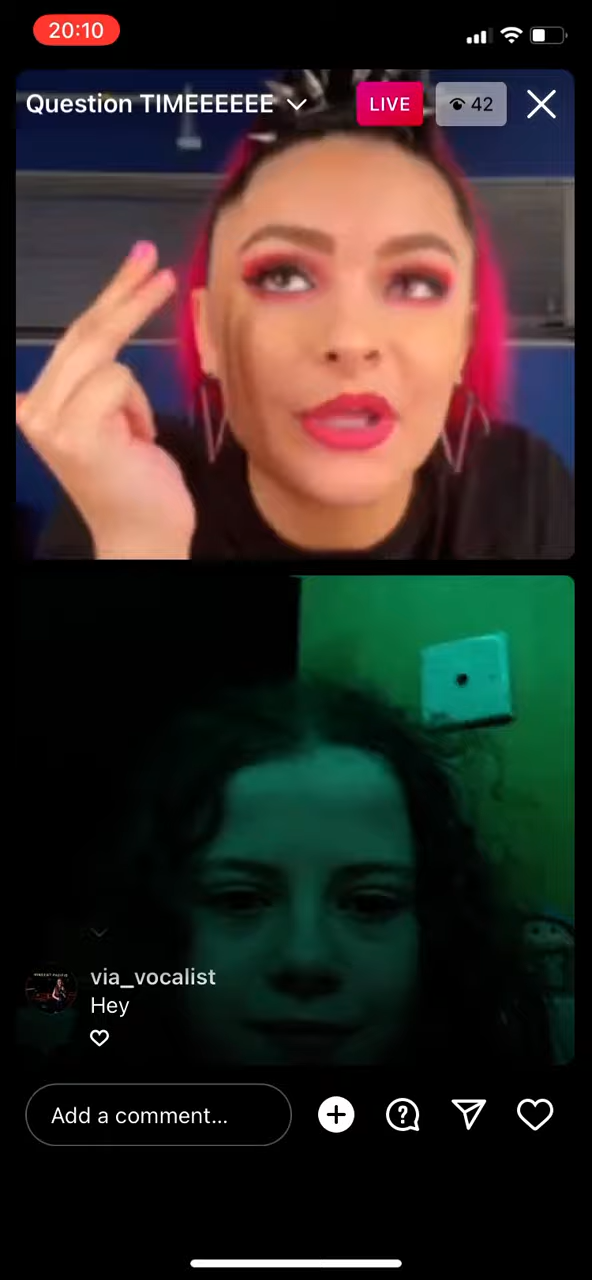 20:10
Question TIMEEEEEE
LIVE
42
via_vocalist
Hey
Add a comment...